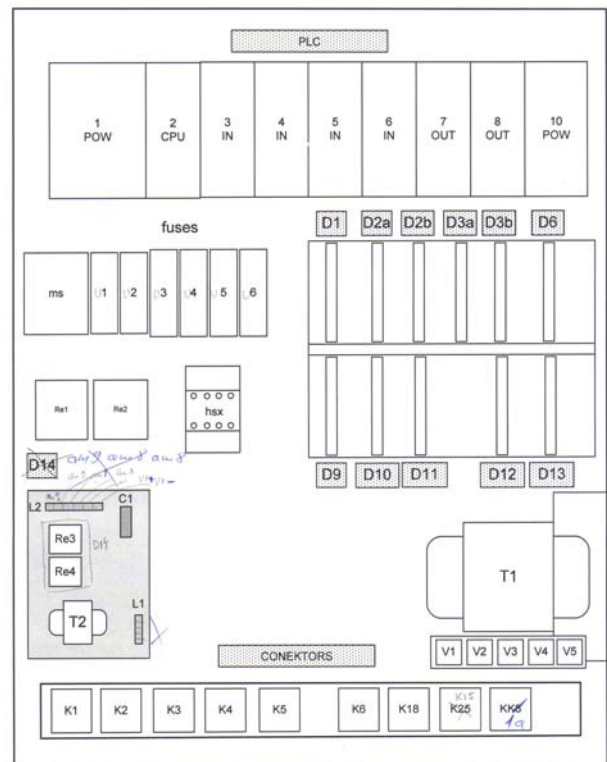 PLC
1 2 3 4 5 6 7 8 10
POW CPU IN IN IN IN OUT OUT POW
fuses
D1 D2a D2b D3a D3b D6
ms U1 U2 U3 U4 U5 U6
Re1 Re2 hsx
D14
D9 D10 D11 D12 D13
L2 C1
Re3 D14
Re4
T1
T2 L1
V1 V2 V3 V4 V5
CONEKTORS
K15
K1 K2 K3 K4 K5 K6 K18 K25 KK8